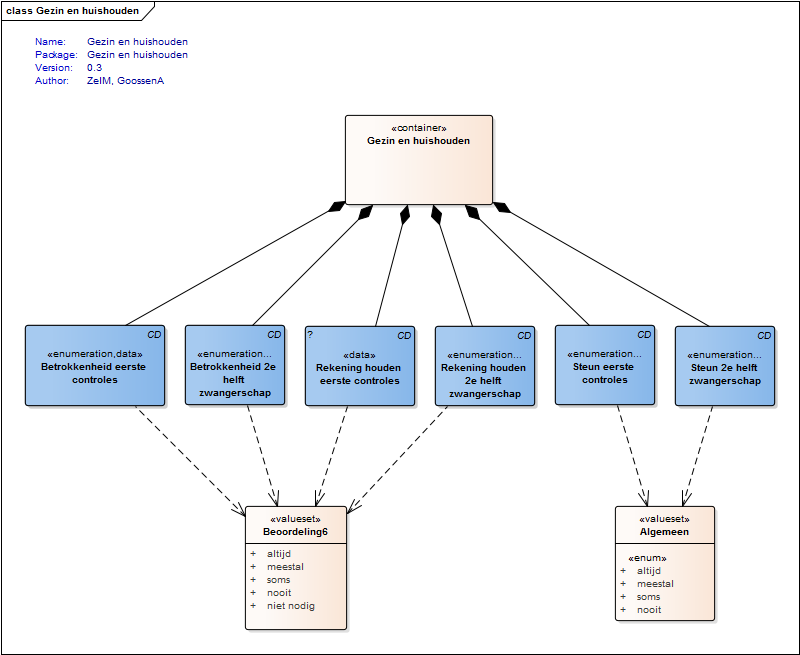 class Gezin en huishouden
Name: Gezin en huishouden
Package: Gezin en huishouden
Version: 0.3
Author: ZelM, GoossenA
«container»
Gezin en huishouden
CD
«enumeration,data»
Betrokkenheid eerste
controles
CD
«enumeration...
Betrokkenheid 2e
helft
zwangerschap
? CD
«data»
Rekening houden
eerste controles
CD
«enumeration...
Rekening houden
2e helft
zwangerschap
CD
«enumeration...
Steun eerste
controles
CD
«enumeration...
Steun 2e helft
zwangerschap
«valueset»
Beoordeling6
+ altijd
+ meestal
+ soms
+ nooit
+ niet nodig
«valueset»
Algemeen
«enum»
+ altijd
+ meestal
+ soms
+ nooit